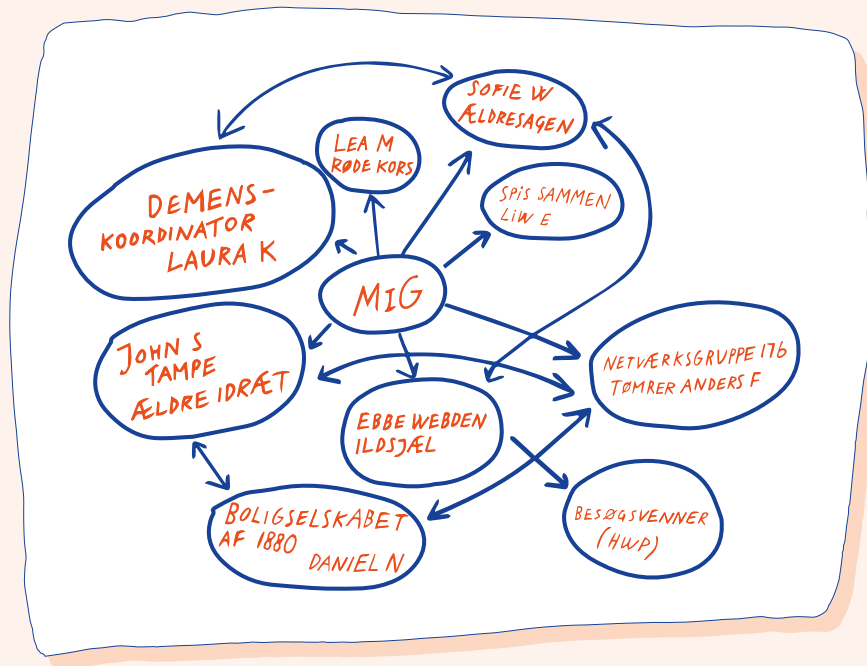 SOFIE W
ÆLDRESAGEN
LEA M
RØDE KORS
DEMENS-
KOORDINATOR
LAURA K
SPIS SAMMEN
LIW E
MIG
JOHN S
TAMPE
ÆLDRE IDRÆT
NETVÆRKSGRUPPE 176
TØMRER ANDERS F
EBBE WEBDEN
ILDSJÆL
BOLIGSELSKABET
AF 1880
DANIEL N
BESØGSVENNER
(HWP)